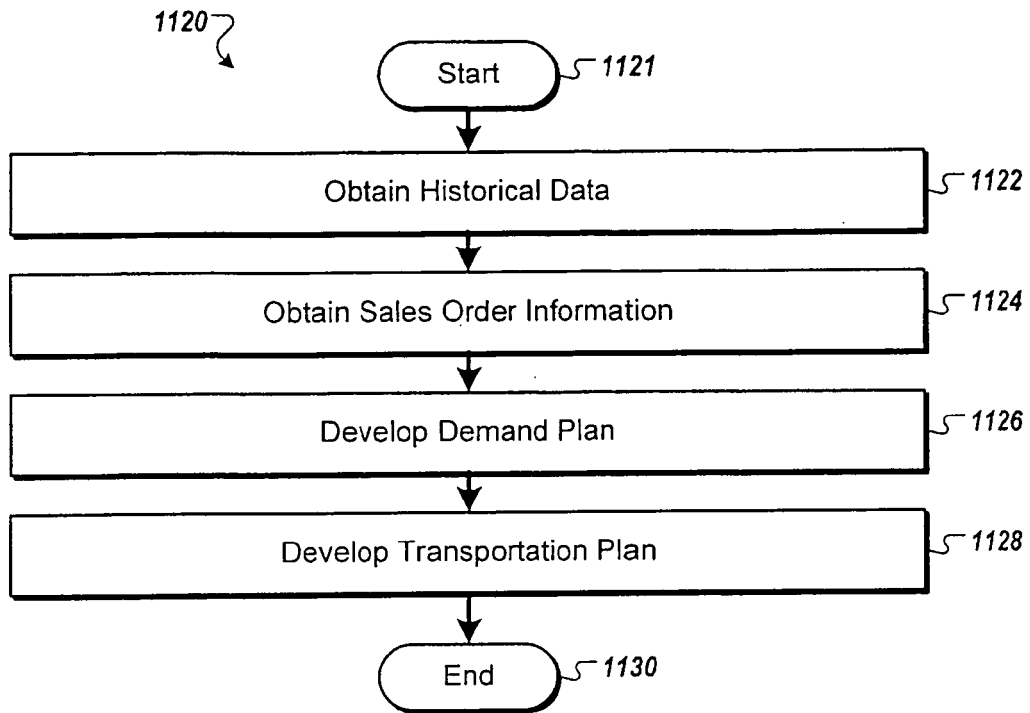 1120
Start
1121
Obtain Historical Data
1122
Obtain Sales Order Information
1124
Develop Demand Plan
1126
Develop Transportation Plan
1128
End
1130